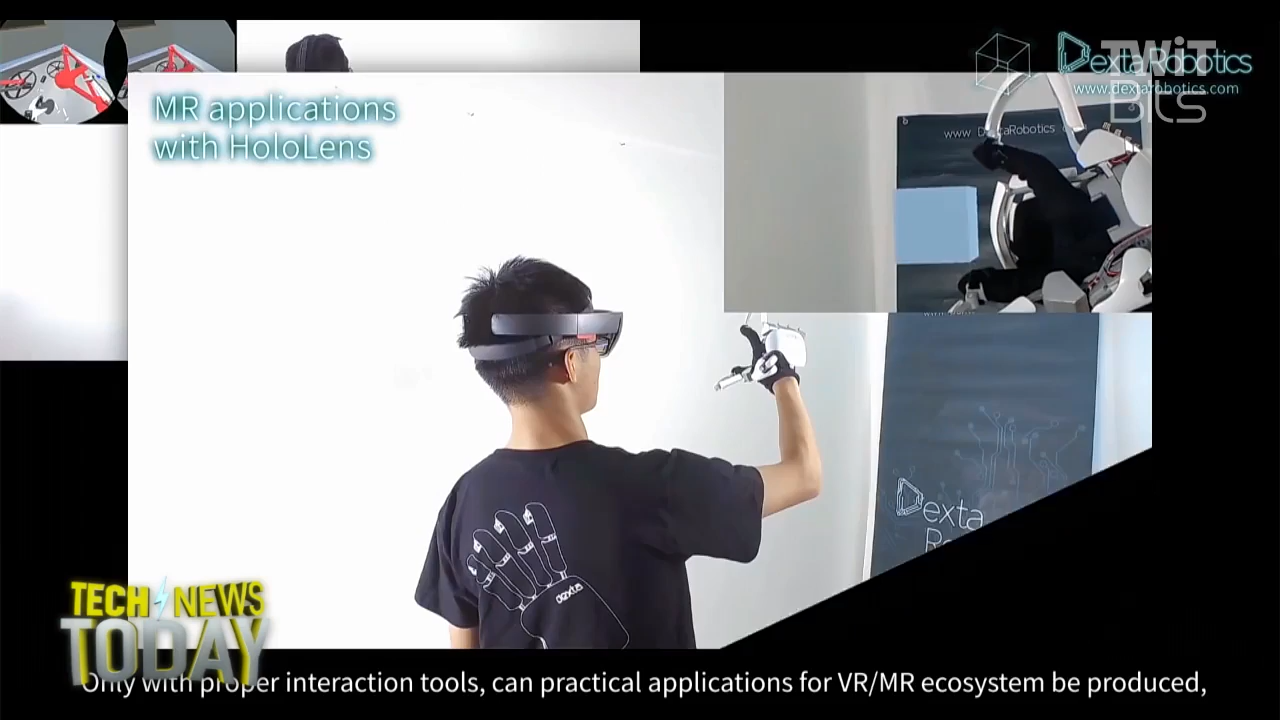 MR applications
with HoloLens
DextaRobotics
www.dextarobotics.com
TWiT
Bits
www DextaRobotics
Dexta
dexus
TECH NEWS
TODAY
Only with proper interaction tools, can practical applications for VR/MR ecosystem be produced,